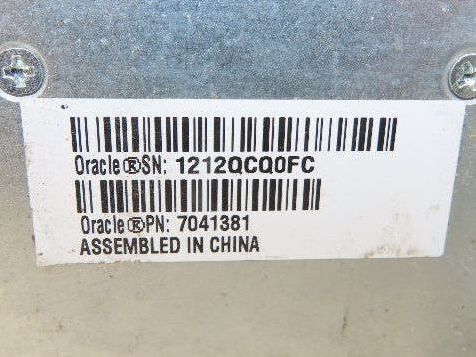 Oracle®SN: 1212QCQ0FC
Oracle®PN: 7041381
ASSEMBLED IN CHINA